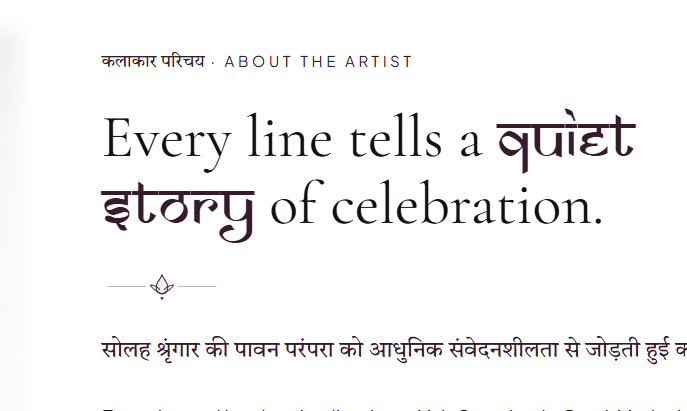 कलाकार परिचय · ABOUT THE ARTIST
Every line tells a quiet
story of celebration.
सोलह श्रृंगार की पावन परंपरा को आधुनिक संवेदनशीलता से जोड़ती हुई